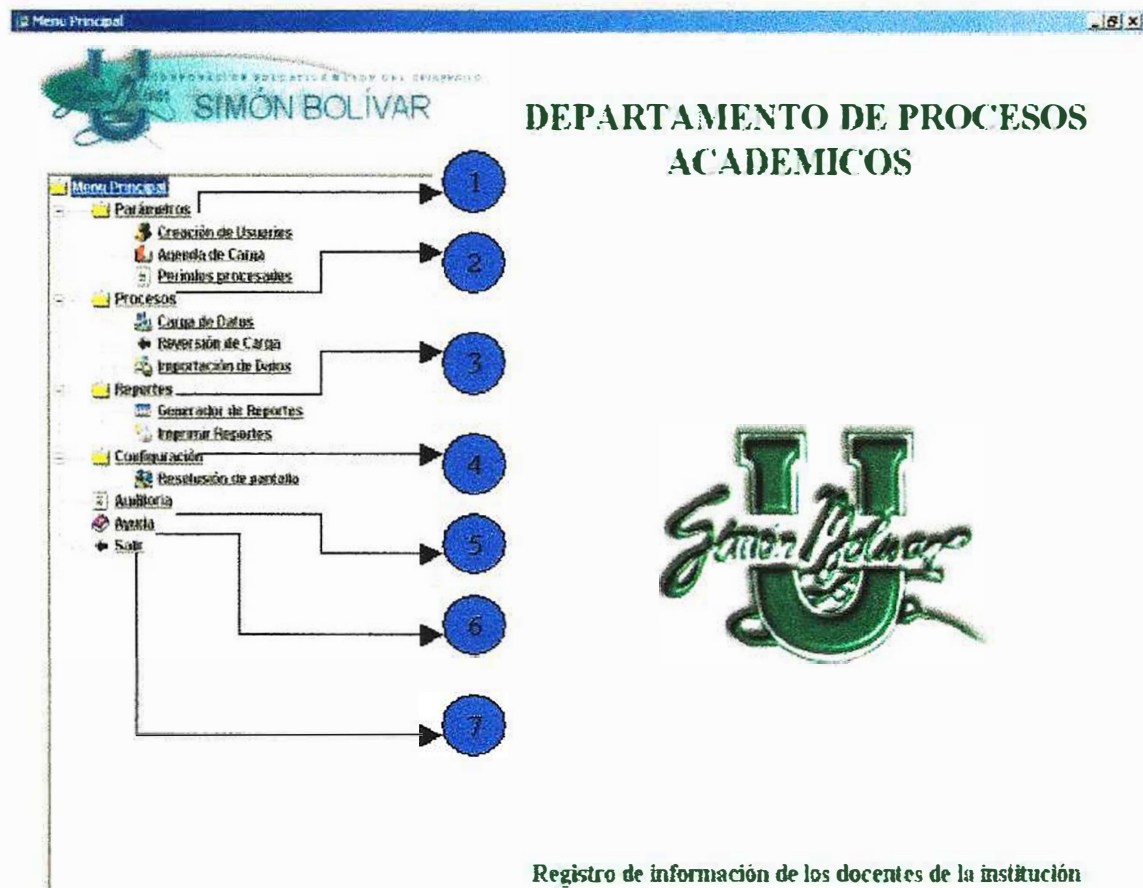 Menu Principal
SIMÓN BOLÍVAR
DEPARTAMENTO DE PROCESOS
ACADEMICOS
Menu Principal
Parámetros
Creación de Usuarios
Agenda de Carga
Periodos procesados
Procesos
Carga de Datos
Reversión de Carga
Importación de Datos
Reportes
Generador de Reportes
Imprimir Reportes
Configuración
Resolusión de pantalla
Auditoria
Ayuda
Salir
1
2
3
4
5
6
7
Simón Bolívar
Registro de información de los docentes de la institución